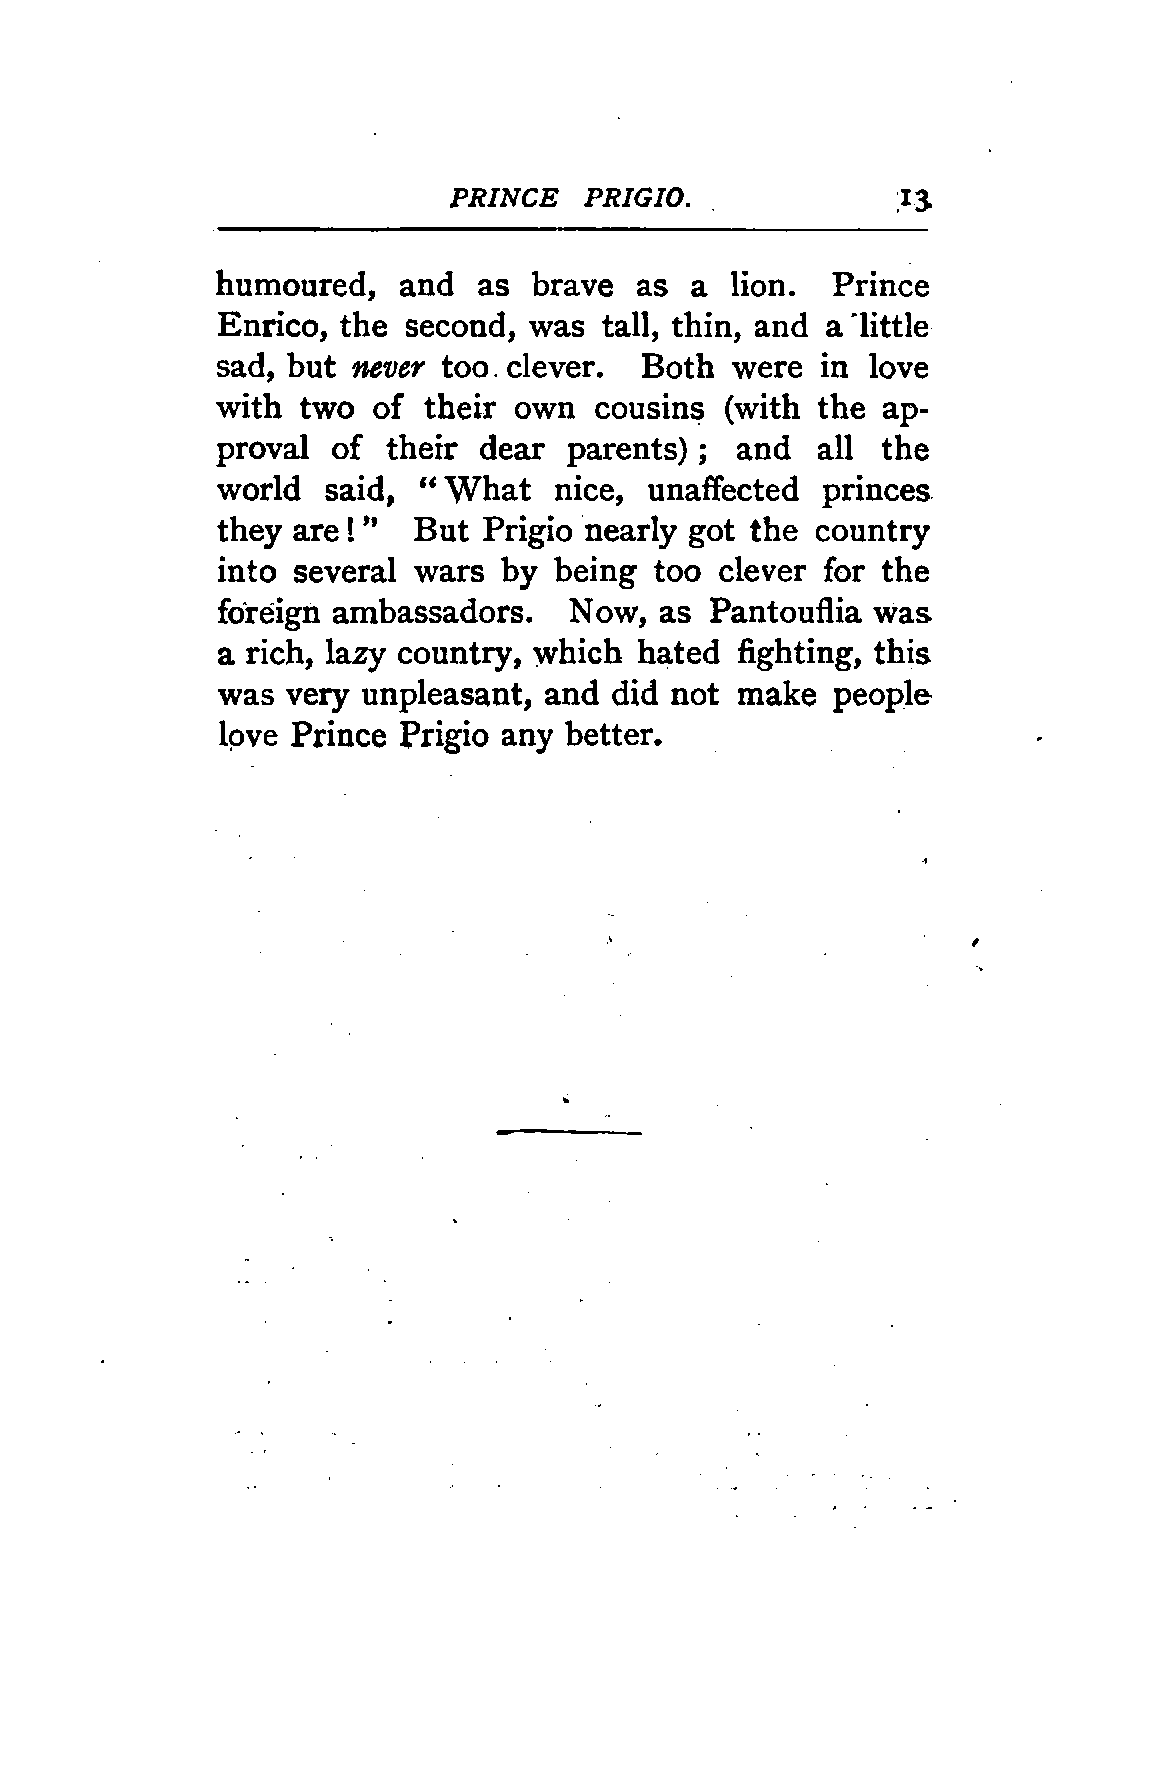 PRINCE PRIGIO. 13
humoured, and as brave as a lion. Prince
Enrico, the second, was tall, thin, and a little
sad, but never too clever. Both were in love
with two of their own cousins (with the ap-
proval of their dear parents); and all the
world said, "What nice, unaffected princes
they are!" But Prigio nearly got the country
into several wars by being too clever for the
foreign ambassadors. Now, as Pantouflia was
a rich, lazy country, which hated fighting, this
was very unpleasant, and did not make people
love Prince Prigio any better.